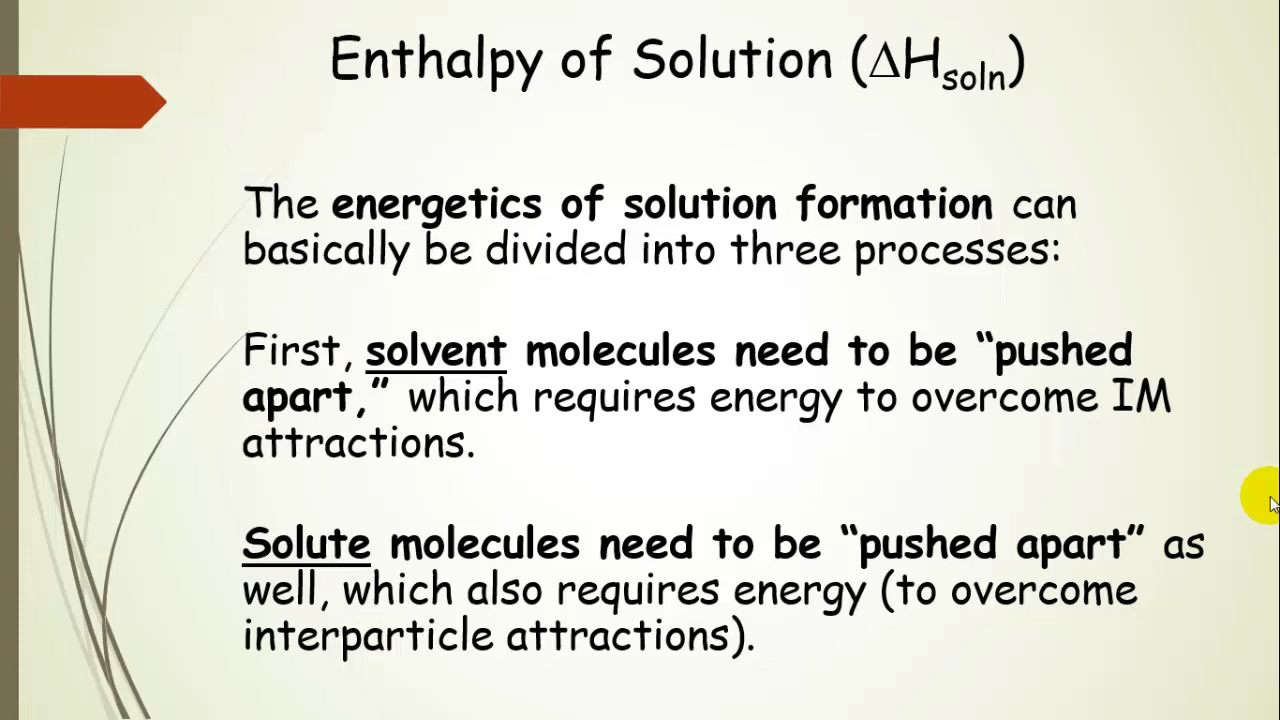 Enthalpy of Solution (∆Hsoln)
The energetics of solution formation can
basically be divided into three processes:
First, solvent molecules need to be “pushed
apart,” which requires energy to overcome IM
attractions.
Solute molecules need to be “pushed apart” as
well, which also requires energy (to overcome
interparticle attractions).